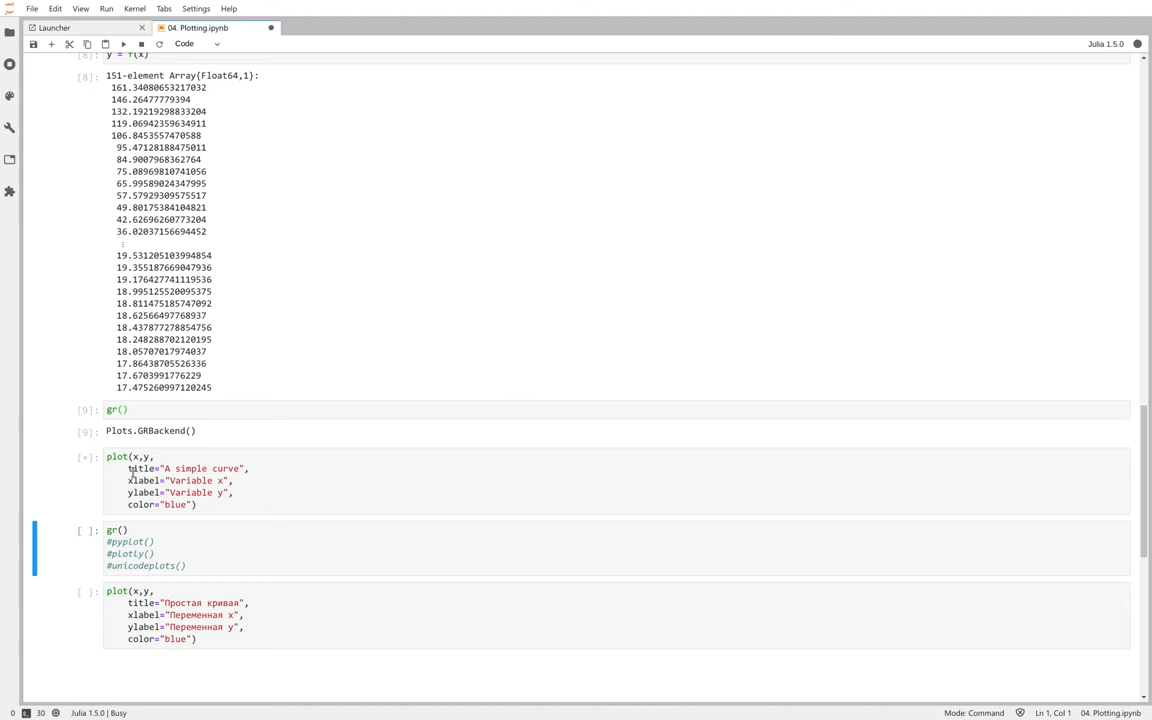 File Edit View Run Kernel Tabs Settings Help
Launcher
04. Plotting.ipynb
Code
Julia 1.5.0
[8]: y = f(x)
[8]: 151-element Array{Float64,1}:
161.34080653217032
146.26477779394
132.19219298833204
119.06942359634911
106.8453557470588
95.47128188475011
84.9007968362764
75.08969810741056
65.99589024347995
57.57929309575517
49.80175384104821
42.62696260773204
36.02037156694452
⋮
19.531205103994854
19.355187669047936
19.176427741119536
18.995125520095375
18.811475185747092
18.62566497768937
18.437877278854756
18.248288702120195
18.05707017974037
17.86438705526336
17.6703991776229
17.475260997120245
[9]: gr()
[9]: Plots.GRBackend()
[*]: plot(x,y,
title="A simple curve",
xlabel="Variable x",
ylabel="Variable y",
color="blue")
[ ]: gr()
#pyplot()
#plotly()
#unicodeplots()
[ ]: plot(x,y,
title="Простая кривая",
xlabel="Переменная x",
ylabel="Переменная y",
color="blue")
0 30 Julia 1.5.0 | Busy
Mode: Command Ln 1, Col 1 04. Plotting.ipynb